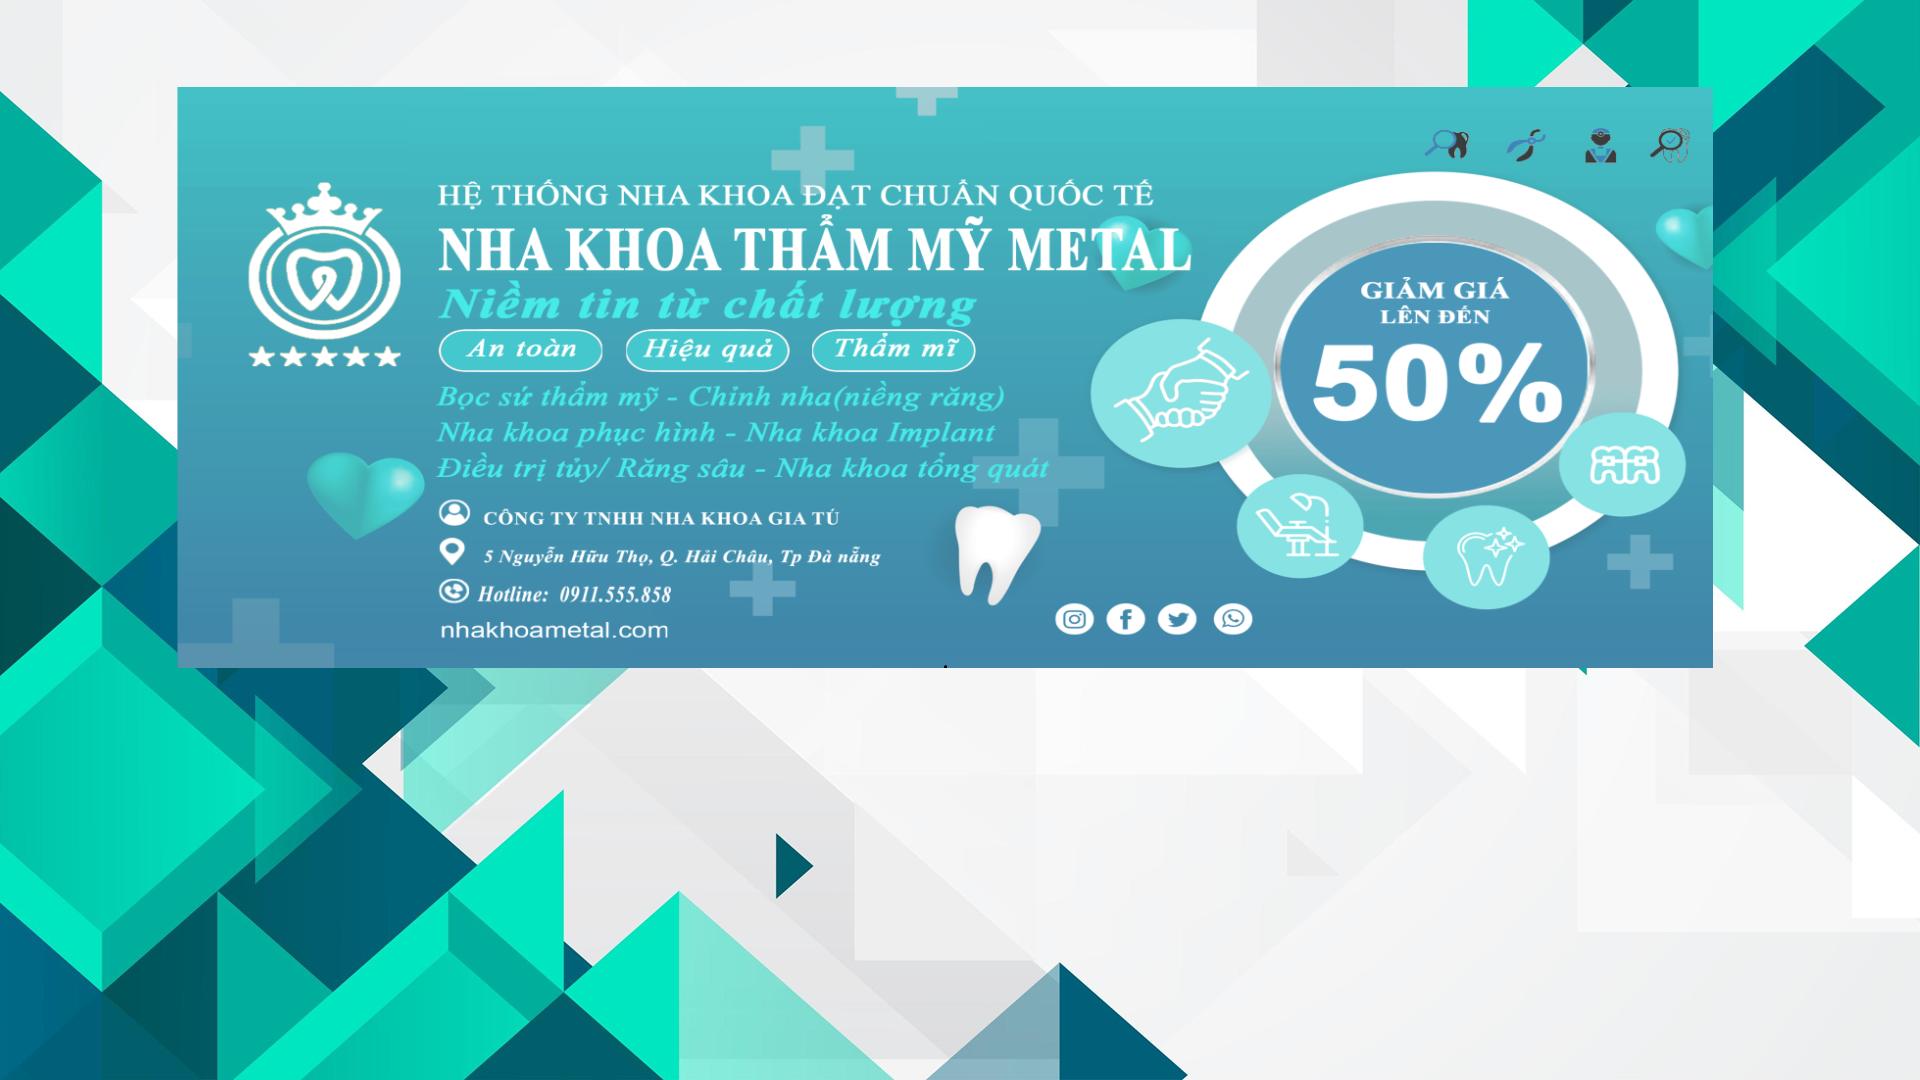 HỆ THỐNG NHA KHOA ĐẠT CHUẨN QUỐC TẾ
NHA KHOA THẨM MỸ METAL
Niềm tin từ chất lượng
An toàn
Hiệu quả
Thẩm mĩ
Bọc sứ thẩm mỹ - Chỉnh nha(niềng răng)
Nha khoa phục hình - Nha khoa Implant
Điều trị tủy/ Răng sâu - Nha khoa tổng quát
CÔNG TY TNHH NHA KHOA GIA TÚ
5 Nguyễn Hữu Thọ, Q. Hải Châu, Tp Đà nẵng
Hotline: 0911.555.858
nhakhoametal.com
GIẢM GIÁ
LÊN ĐẾN
50%